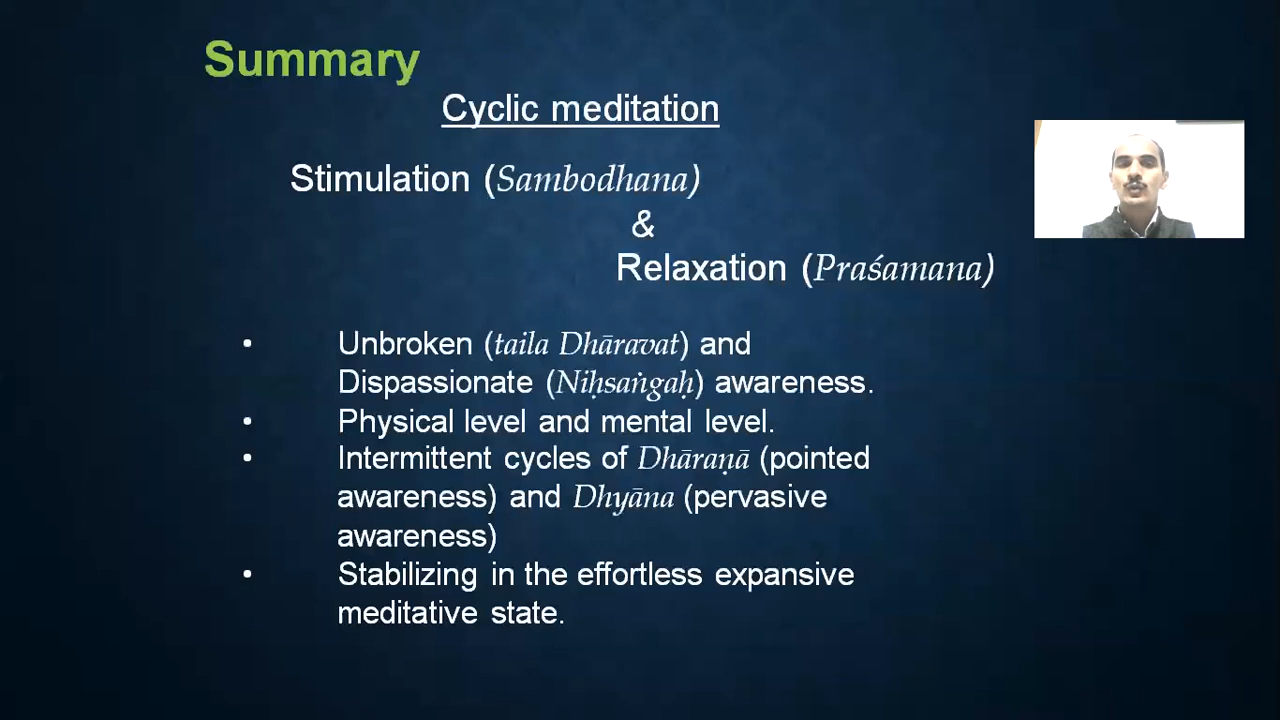 Summary
Cyclic meditation
Stimulation (Sambodhana)
&
Relaxation (Praśamana)
• Unbroken (taila Dhāravat) and
Dispassionate (Niḥsaṅgaḥ) awareness.
• Physical level and mental level.
• Intermittent cycles of Dhāraṇā (pointed
awareness) and Dhyāna (pervasive
awareness)
• Stabilizing in the effortless expansive
meditative state.